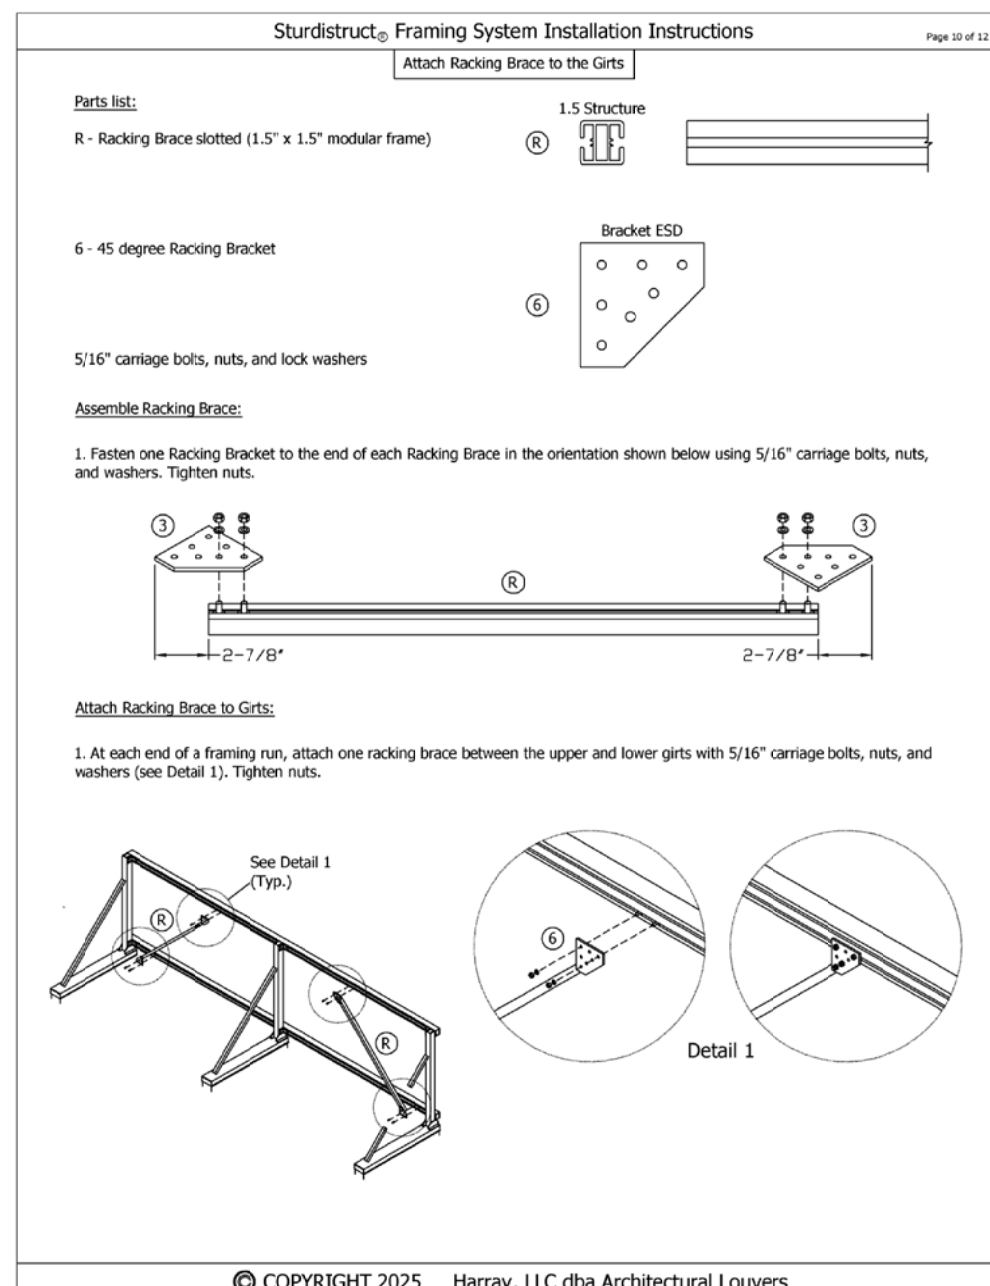 Sturdistruct® Framing System Installation Instructions
Page 10 of 12
Attach Racking Brace to the Girts
Parts list:
1.5 Structure
R - Racking Brace slotted (1.5" x 1.5" modular frame)
R
Bracket ESD
6 - 45 degree Racking Bracket
6
5/16" carriage bolts, nuts, and lock washers
Assemble Racking Brace:
1. Fasten one Racking Bracket to the end of each Racking Brace in the orientation shown below using 5/16" carriage bolts, nuts,
and washers. Tighten nuts.
3
3
R
2-7/8"
2-7/8"
Attach Racking Brace to Girts:
1. At each end of a framing run, attach one racking brace between the upper and lower girts with 5/16" carriage bolts, nuts, and
washers (see Detail 1). Tighten nuts.
See Detail 1
(Typ.)
R
6
R
Detail 1
© COPYRIGHT 2025 Harray, LLC dba Architectural Louvers